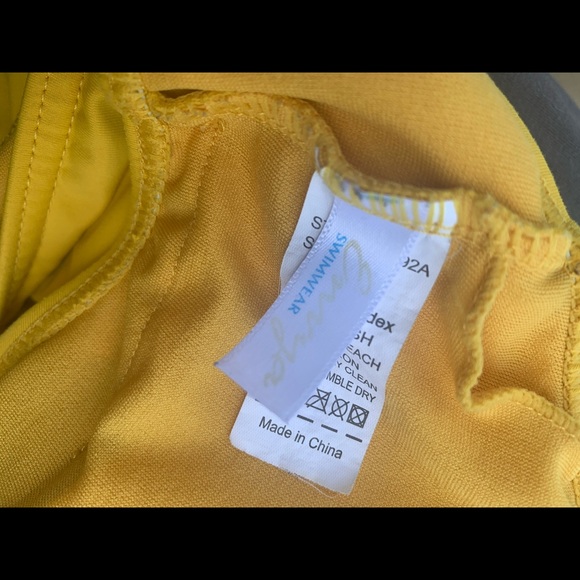 SWIMWEAR
92A
dex
SH
EACH
ON
Y CLEAN
MBLE DRY
Made in China